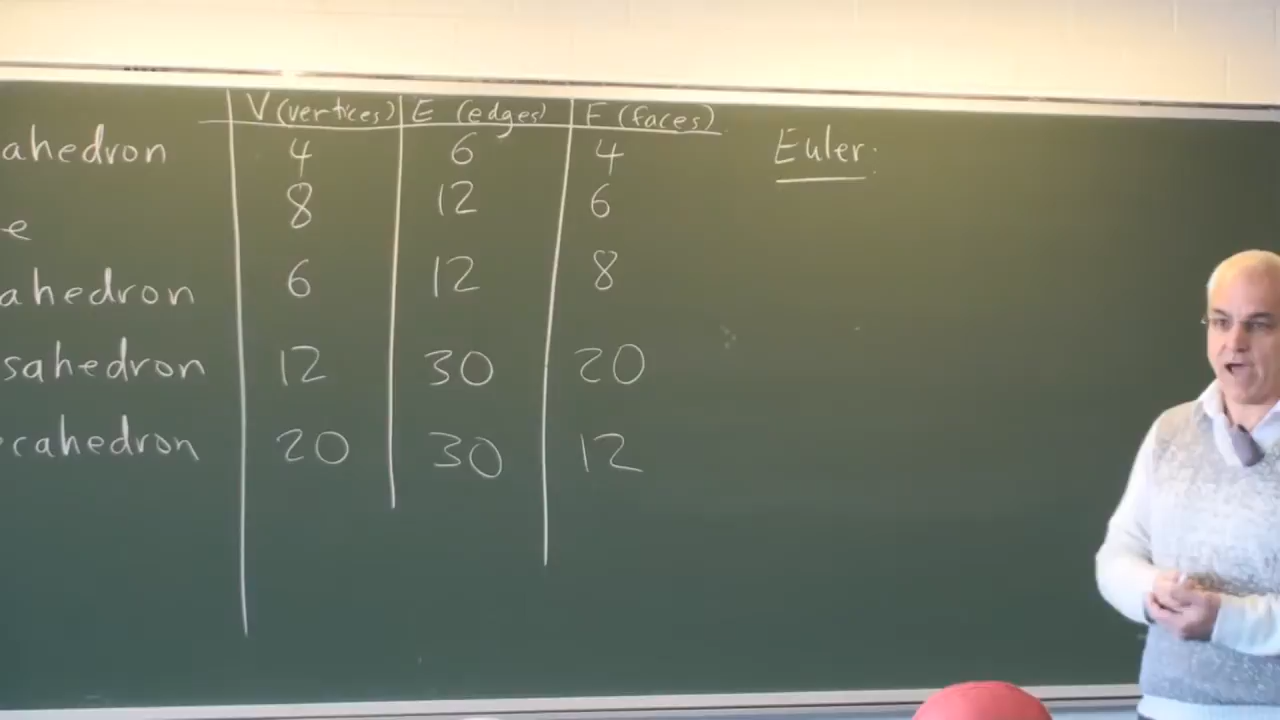 V (vertices) E (edges) F (faces)
ahedron 4 6 4 Euler:
e 8 12 6
ahedron 6 12 8
sahedron 12 30 20
cahedron 20 30 12